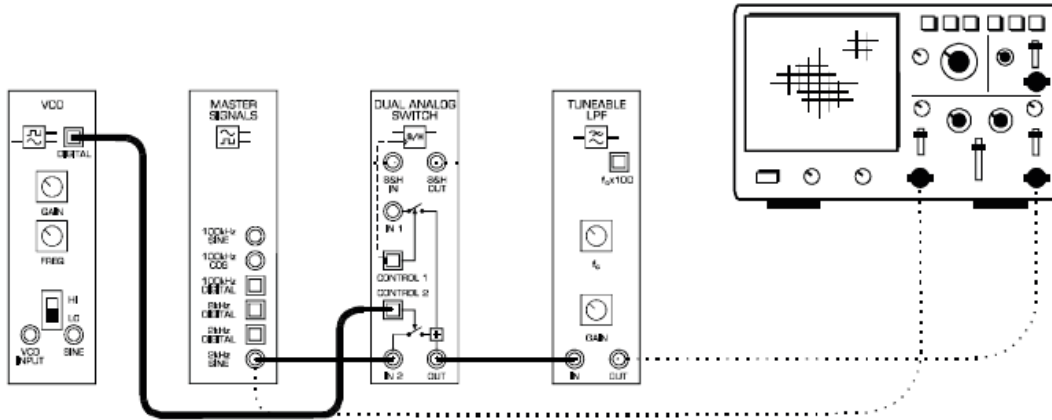 VCO
DIGITAL
GAIN
FREQ
HI
LO
VCO
INPUT
SINE
MASTER
SIGNALS
100kHz
SINE
100kHz
COS
100kHz
DIGITAL
8kHz
DIGITAL
2kHz
DIGITAL
2kHz
SINE
DUAL ANALOG
SWITCH
S/H
S&H
IN
S&H
OUT
IN 1
CONTROL 1
CONTROL 2
IN 2
OUT
TUNEABLE
LPF
fCx100
fC
GAIN
IN
OUT